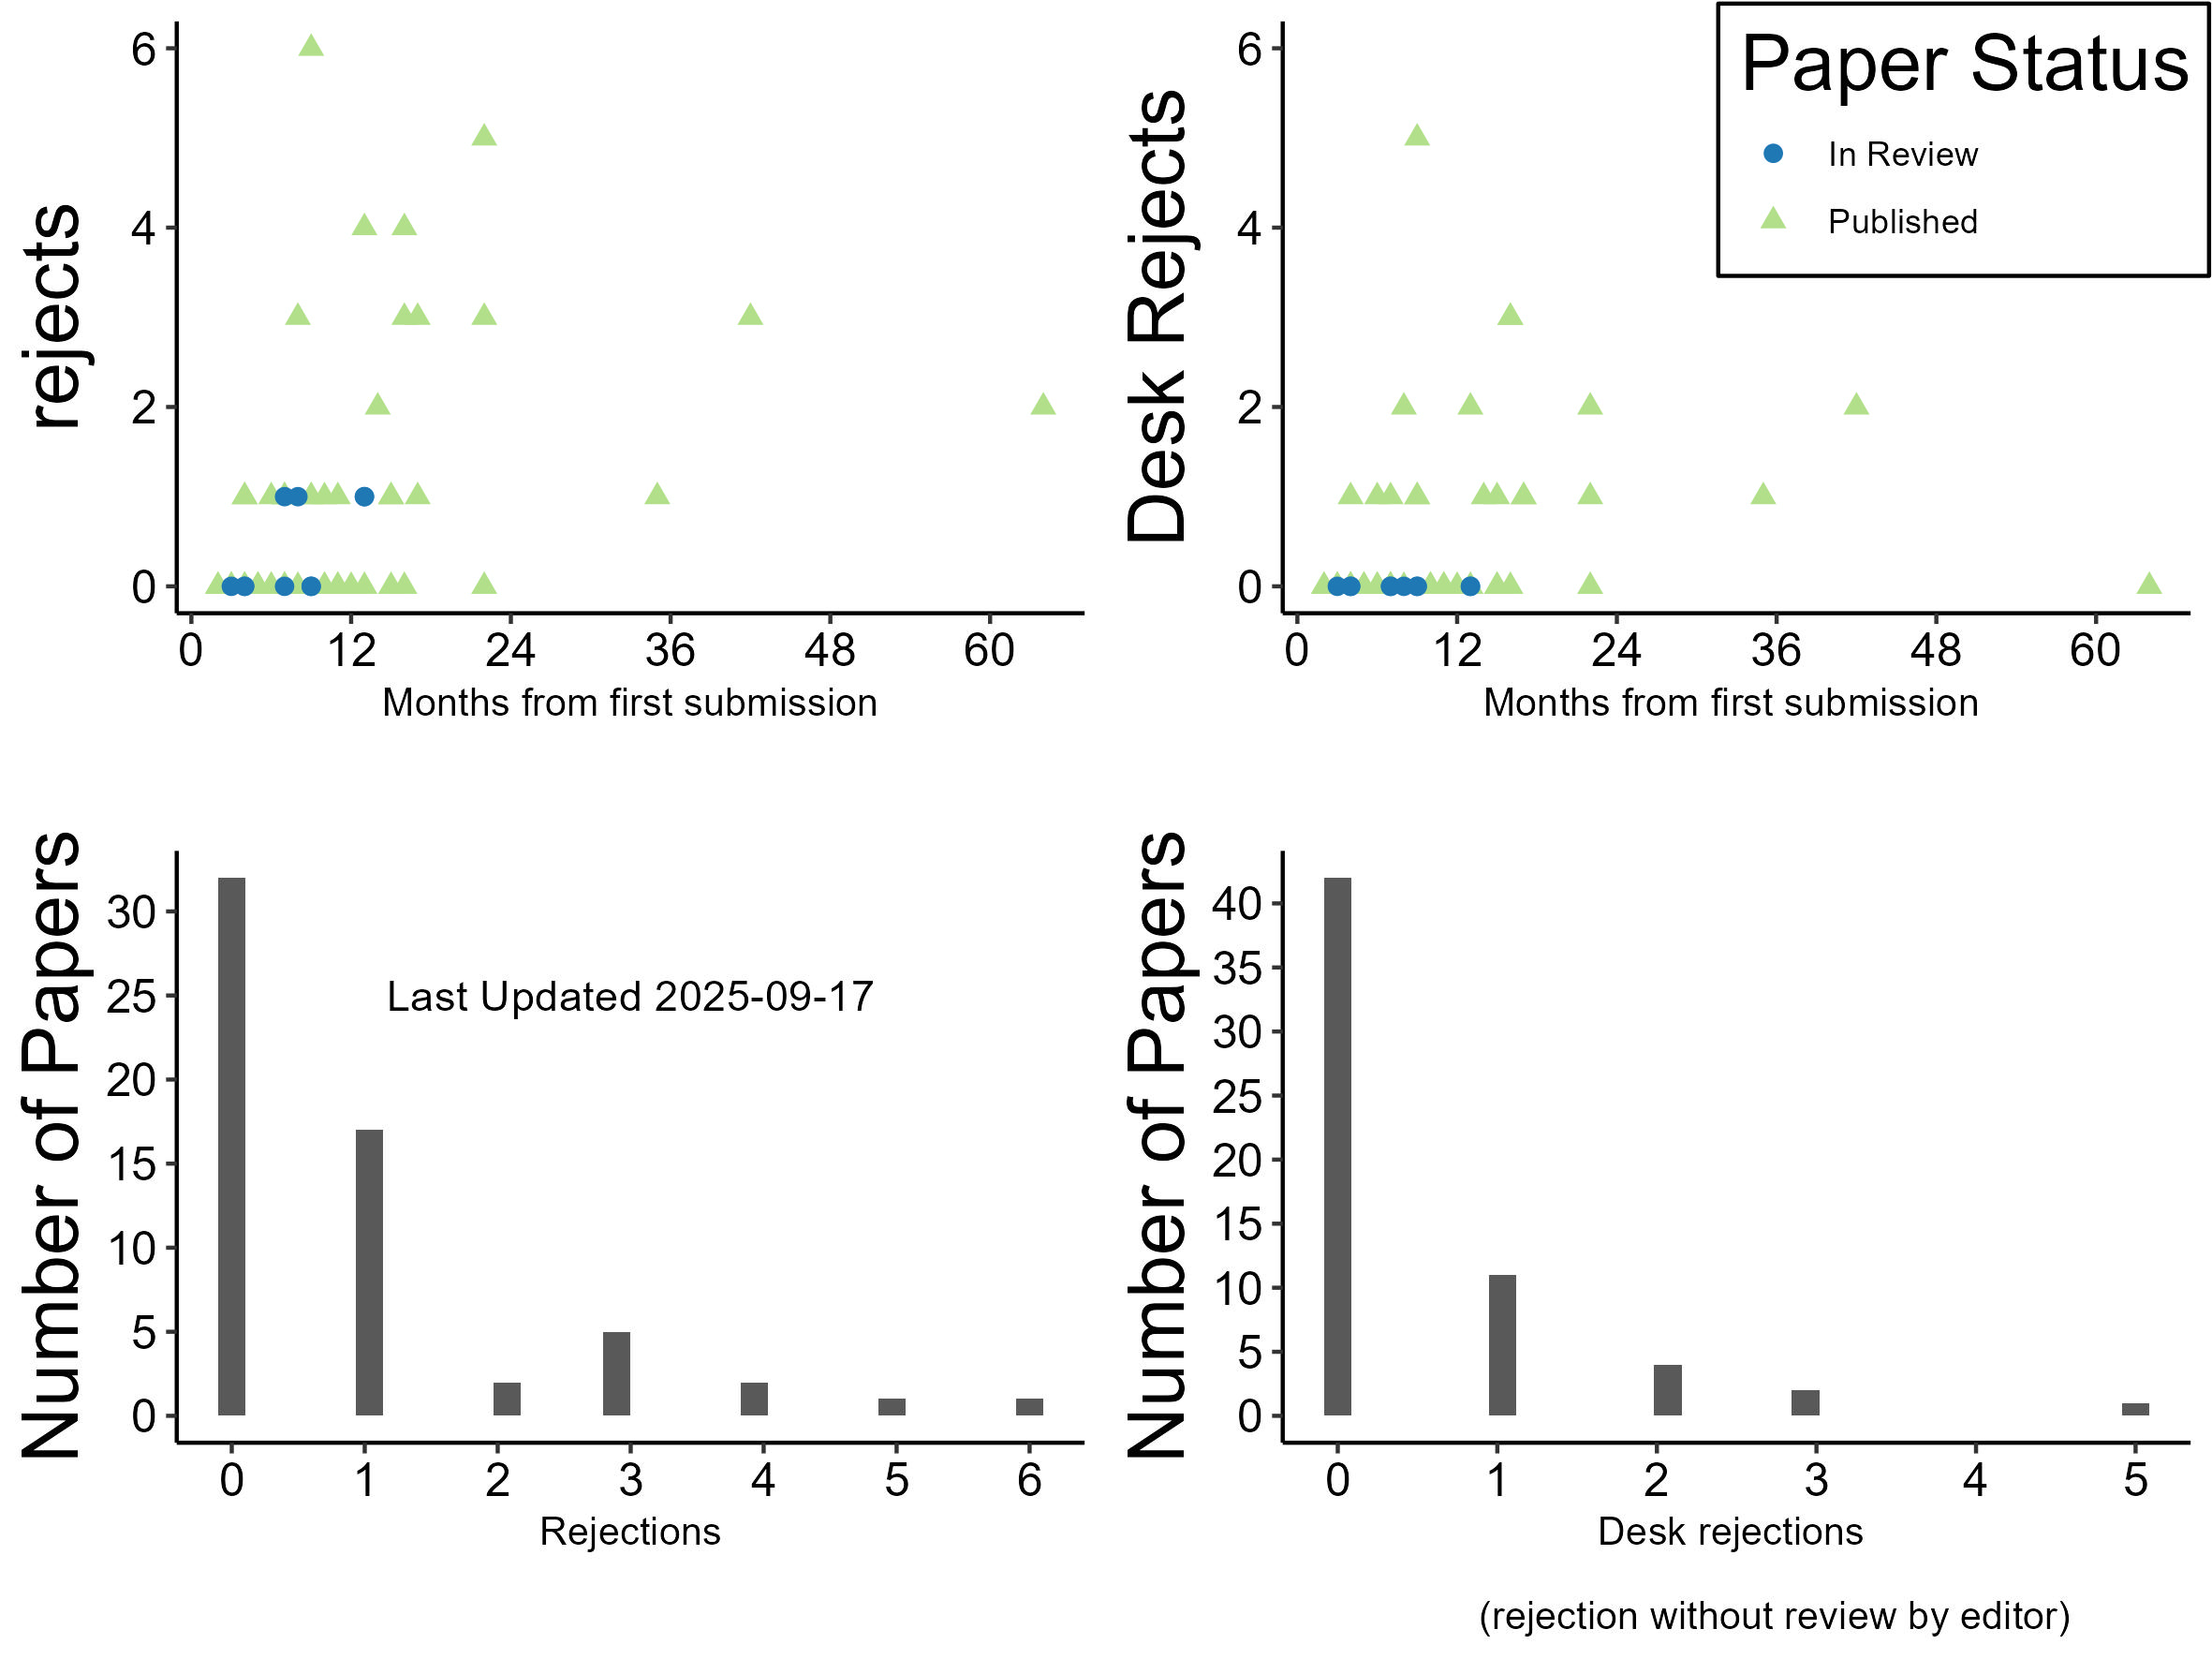 rejects
6
4
2
0
0 12 24 36 48 60
Months from first submission
Desk Rejects
6
4
2
0
0 12 24 36 48 60
Months from first submission
Paper Status
In Review
Published
Number of Papers
30
25
20
15
10
5
0
Last Updated 2025-09-17
0 1 2 3 4 5 6
Rejections
Number of Papers
40
35
30
25
20
15
10
5
0
0 1 2 3 4 5
Desk rejections
(rejection without review by editor)